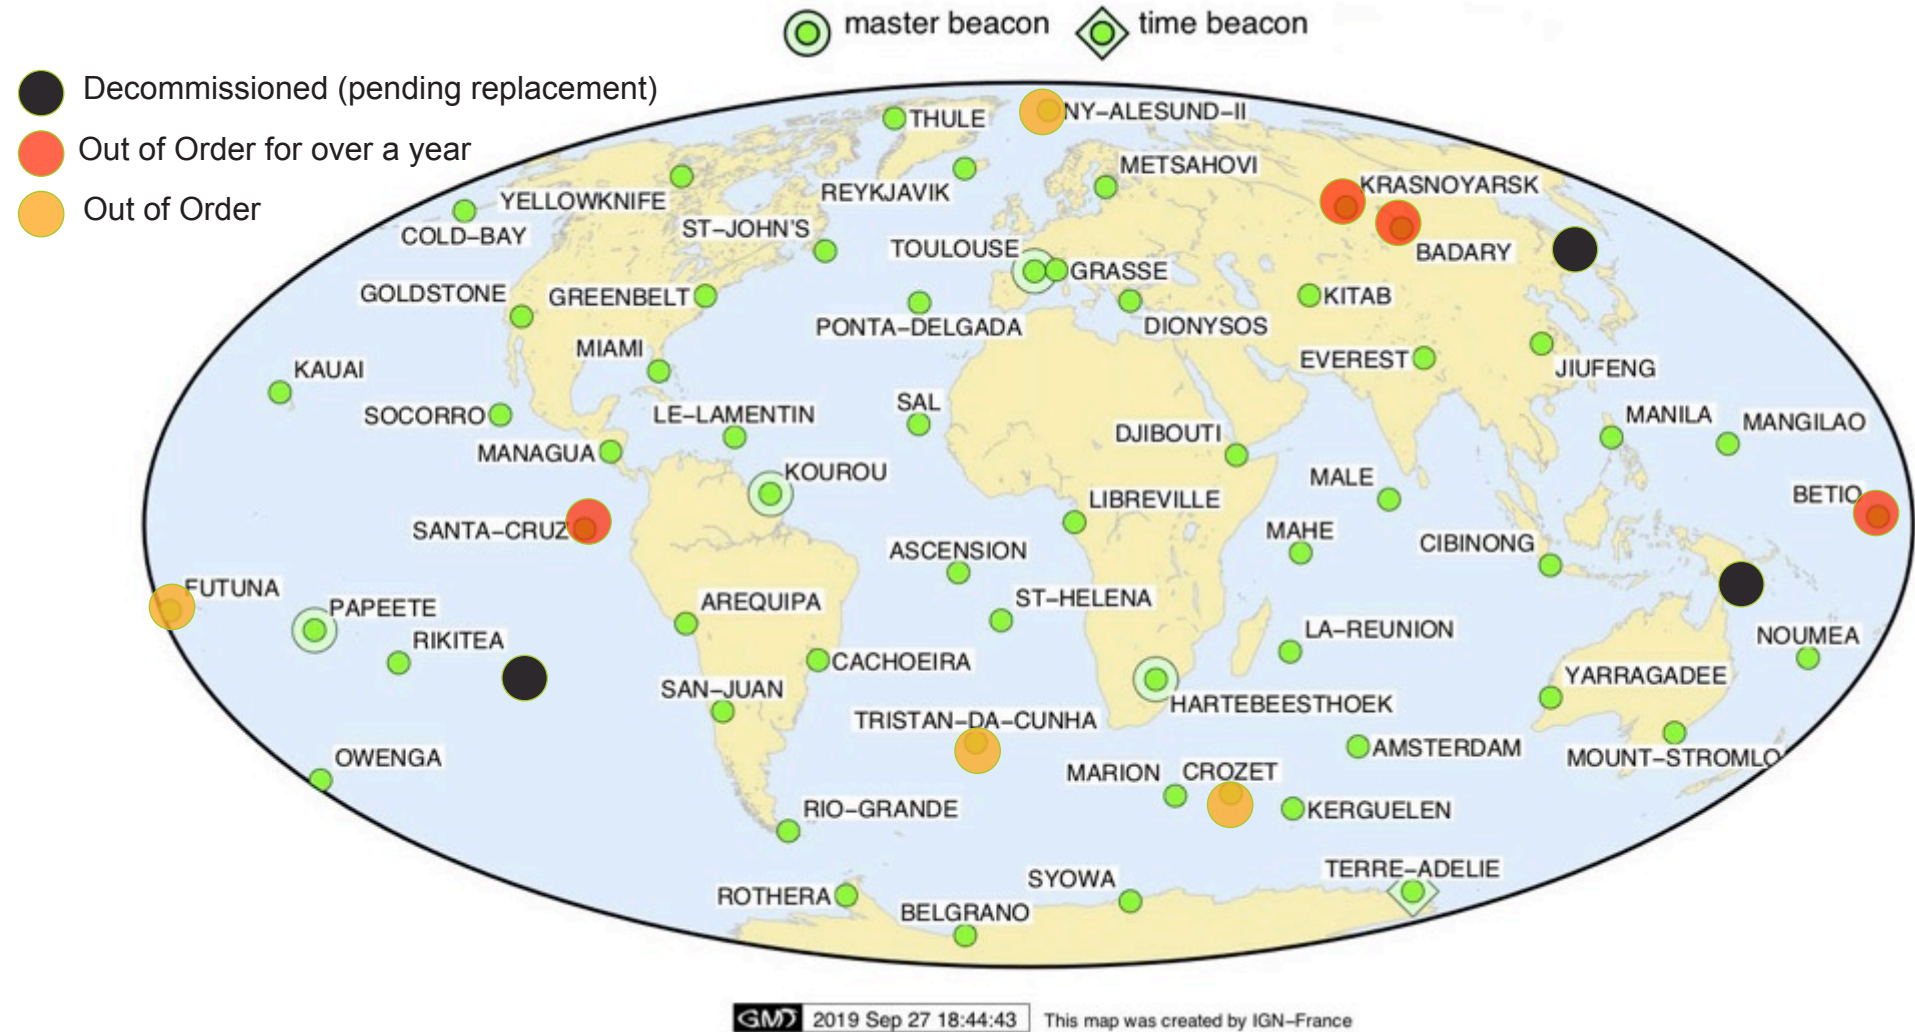 master beacon
time beacon
Decommissioned (pending replacement)
Out of Order for over a year
Out of Order
THULE
NY-ALESUND-II
METSAHOVI
YELLOWKNIFE
REYKJAVIK
KRASNOYARSK
COLD-BAY
ST-JOHN'S
TOULOUSE
BADARY
GOLDSTONE
GREENBELT
GRASSE
KITAB
PONTA-DELGADA
DIONYSOS
MIAMI
EVEREST
JIUFENG
KAUAI
SOCORRO
LE-LAMENTIN
SAL
DJIBOUTI
MANILA
MANGILAO
MANAGUA
KOUROU
MALE
LIBREVILLE
BETIO
SANTA-CRUZ
ASCENSION
MAHE
CIBINONG
FUTUNA
PAPEETE
AREQUIPA
ST-HELENA
RIKITEA
LA-REUNION
NOUMEA
CACHOEIRA
YARRAGADEE
SAN-JUAN
HARTEBEESTHOEK
TRISTAN-DA-CUNHA
AMSTERDAM
OWENGA
MARION
CROZET
MOUNT-STROMLO
RIO-GRANDE
KERGUELEN
TERRE-ADELIE
SYOWA
ROTHERA
BELGRANO
GMT 2019 Sep 27 18:44:43 This map was created by IGN-France